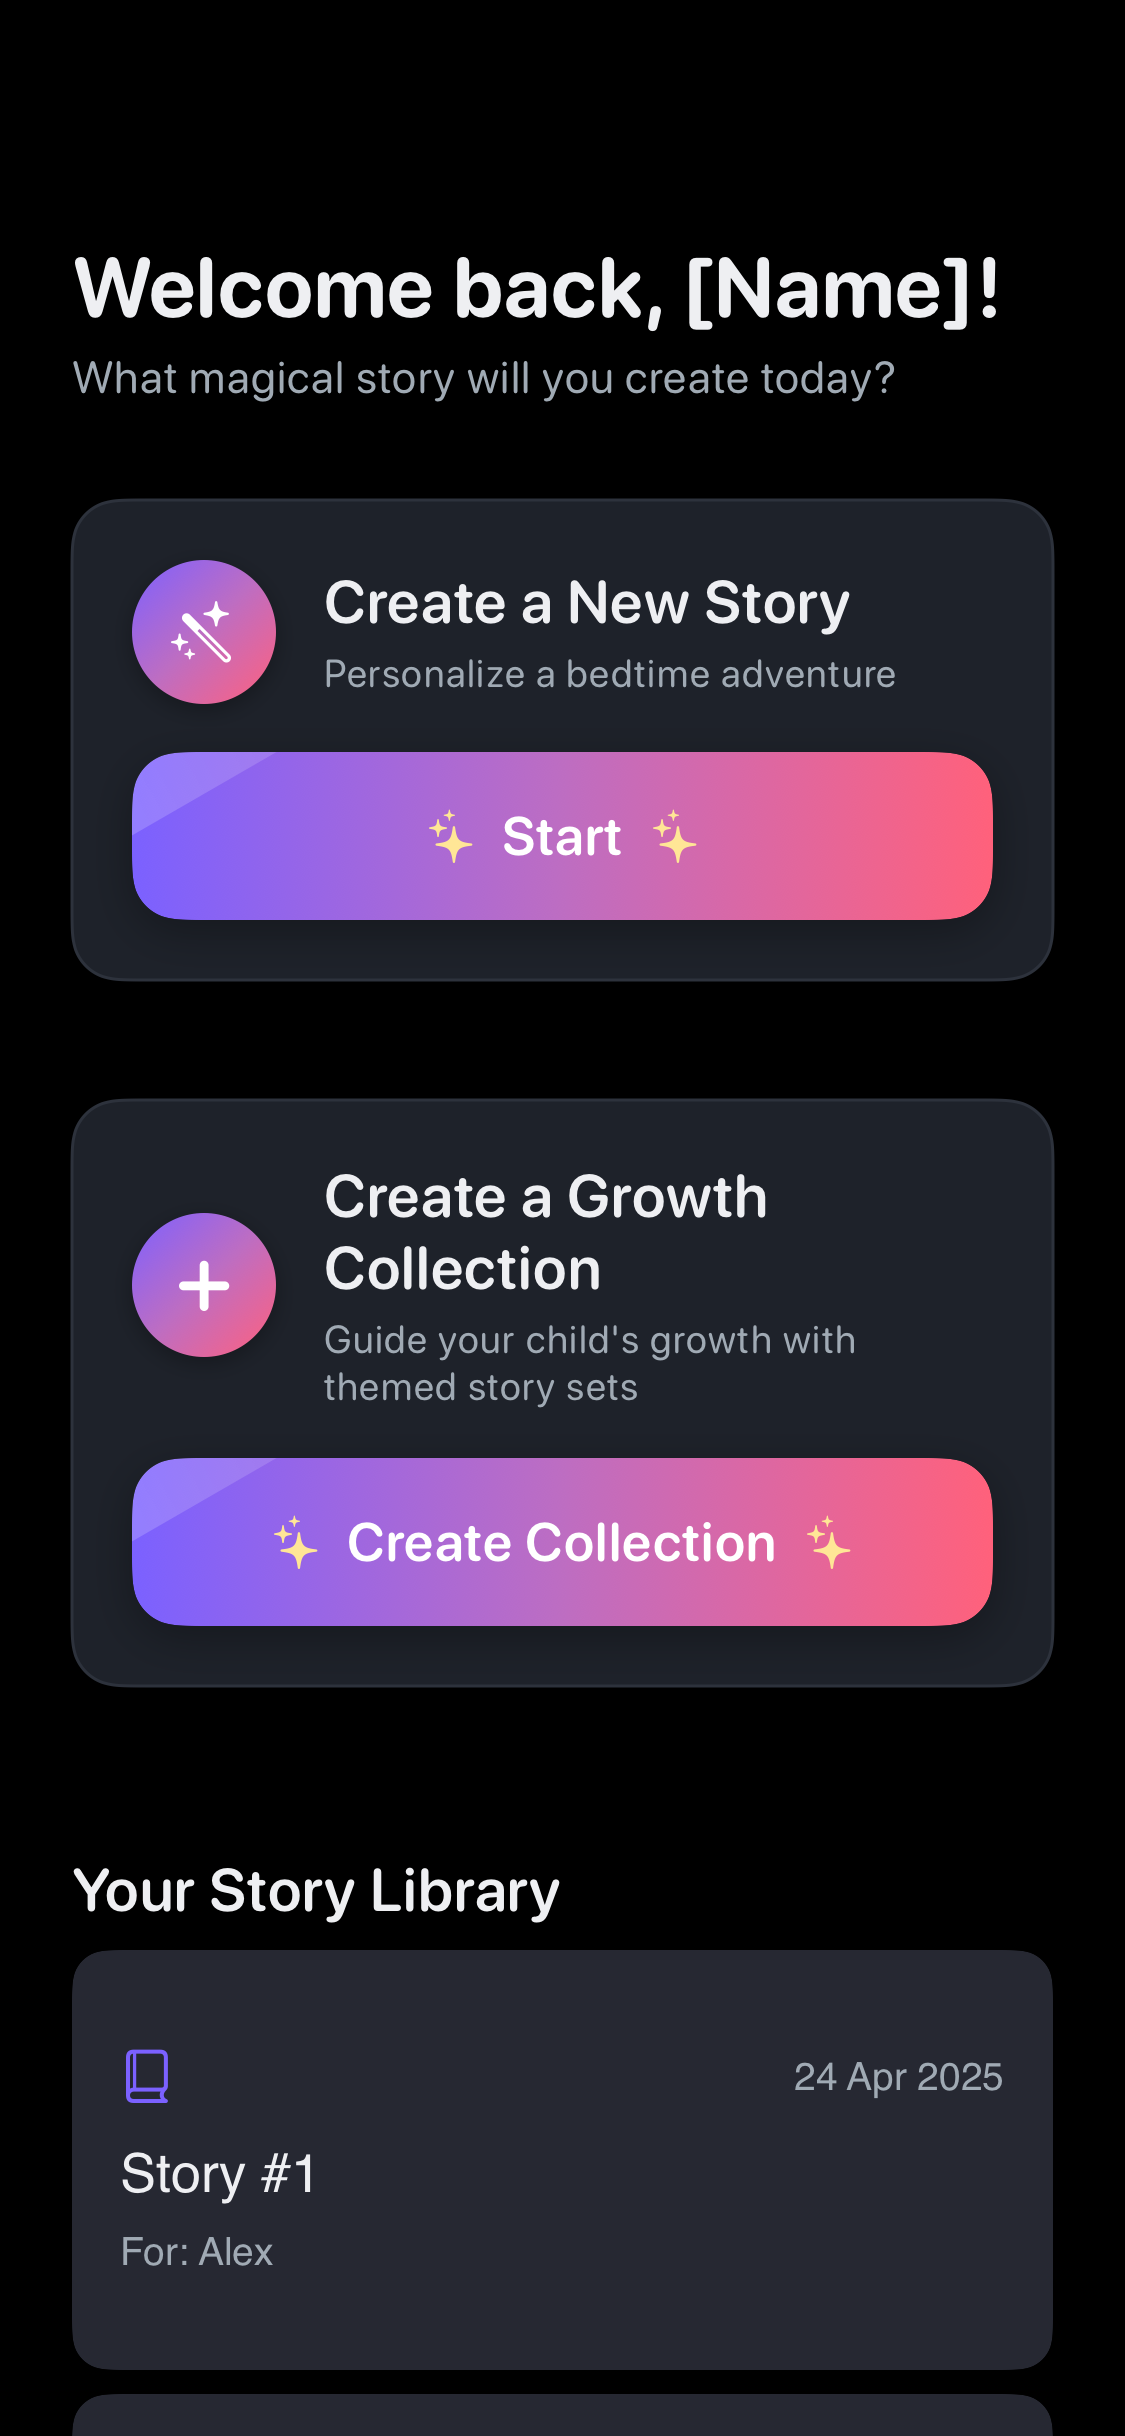 Welcome back, [Name]!
What magical story will you create today?
Create a New Story
Personalize a bedtime adventure
Start
Create a Growth
Collection
Guide your child's growth with
themed story sets
Create Collection
Your Story Library
24 Apr 2025
Story #1
For: Alex